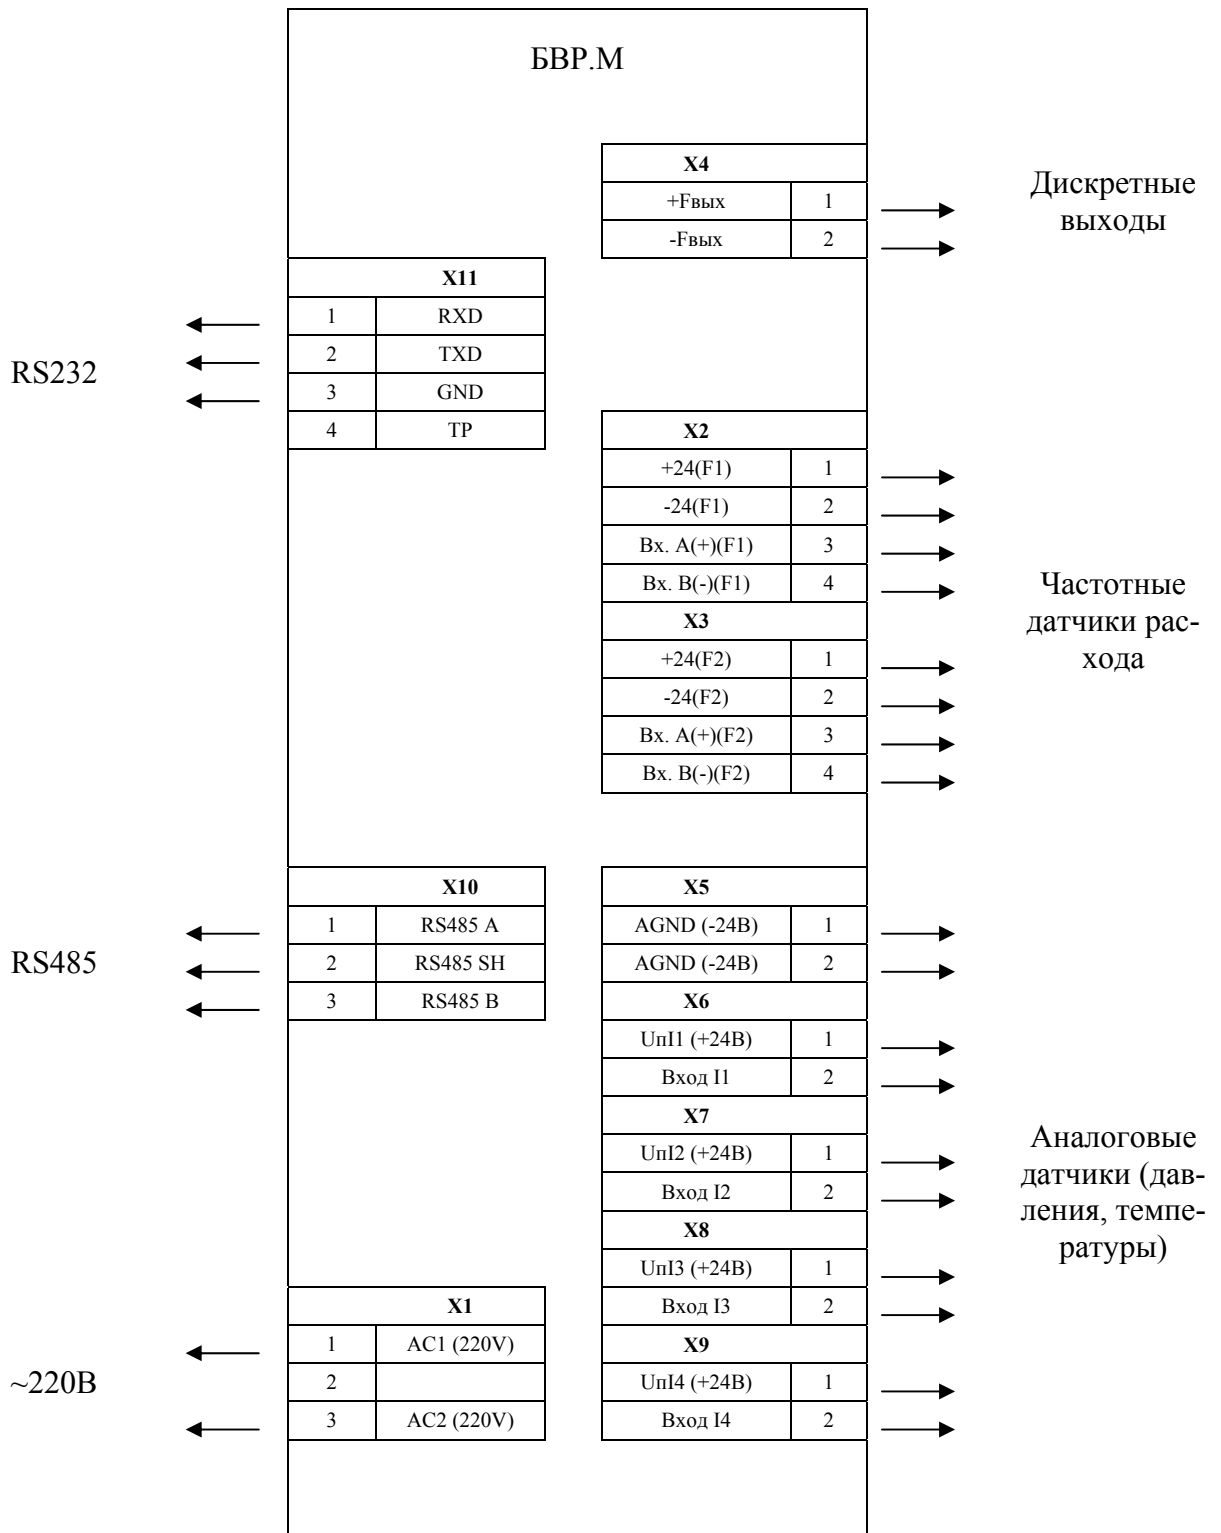 БВР.М
X4
+Fвых 1
-Fвых 2
Дискретные
выходы
X11
1 RXD
2 TXD
3 GND
4 TP
RS232
X2
+24(F1) 1
-24(F1) 2
Вх. А(+)(F1) 3
Вх. В(-)(F1) 4
X3
+24(F2) 1
-24(F2) 2
Вх. А(+)(F2) 3
Вх. В(-)(F2) 4
Частотные
датчики рас-
хода
X10
1 RS485 A
2 RS485 SH
3 RS485 B
RS485
X5
AGND (-24В) 1
AGND (-24В) 2
X6
UпI1 (+24В) 1
Вход I1 2
X7
UпI2 (+24В) 1
Вход I2 2
X8
UпI3 (+24В) 1
Вход I3 2
X9
UпI4 (+24В) 1
Вход I4 2
Аналоговые
датчики (дав-
ления, темпе-
ратуры)
X1
1 AC1 (220V)
2
3 AC2 (220V)
~220В